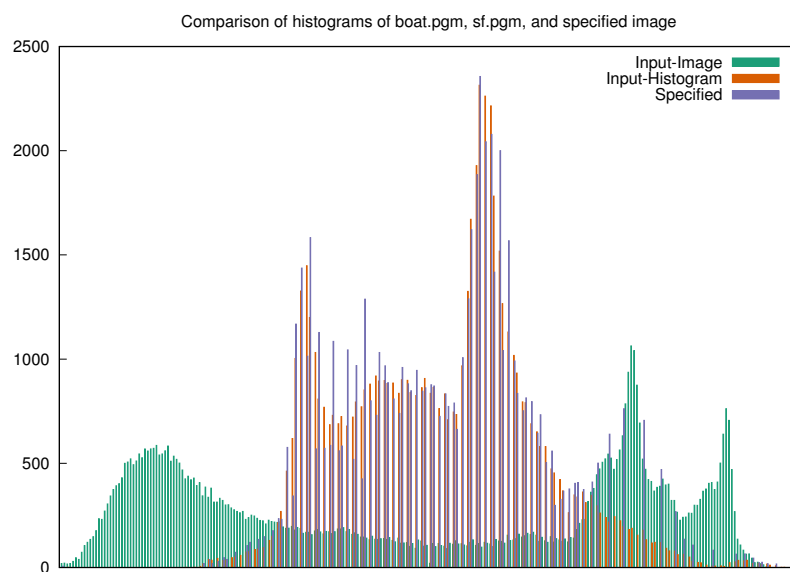 Comparison of histograms of boat.pgm, sf.pgm, and specified image
2500
2000
1500
1000
500
0
Input-Image
Input-Histogram
Specified